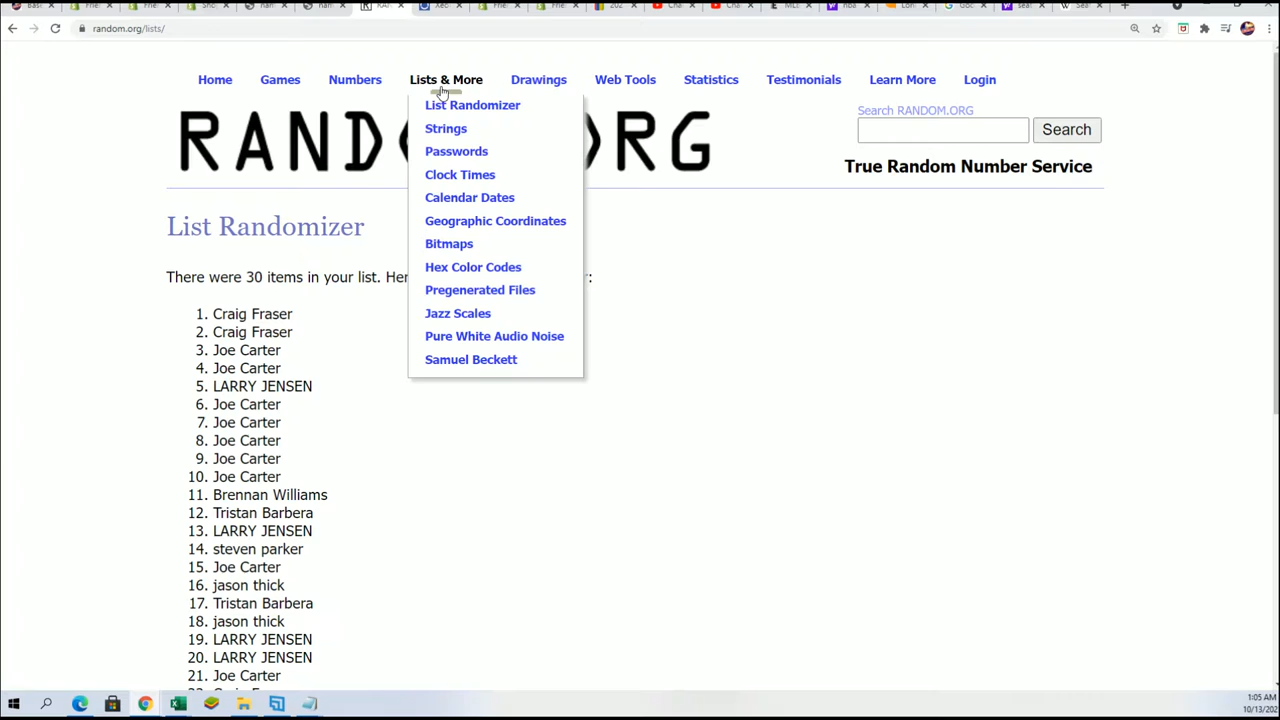 random.org/lists/
Home Games Numbers Lists & More Drawings Web Tools Statistics Testimonials Learn More Login
List Randomizer
Strings
Passwords
Clock Times
Calendar Dates
Geographic Coordinates
Bitmaps
Hex Color Codes
Pregenerated Files
Jazz Scales
Pure White Audio Noise
Samuel Beckett
RAND RG
Search RANDOM.ORG
Search
True Random Number Service
List Randomizer
There were 30 items in your list. :
1. Craig Fraser
2. Craig Fraser
3. Joe Carter
4. Joe Carter
5. LARRY JENSEN
6. Joe Carter
7. Joe Carter
8. Joe Carter
9. Joe Carter
10. Joe Carter
11. Brennan Williams
12. Tristan Barbera
13. LARRY JENSEN
14. steven parker
15. Joe Carter
16. jason thick
17. Tristan Barbera
18. jason thick
19. LARRY JENSEN
20. LARRY JENSEN
21. Joe Carter
1:05 AM
10/13/202